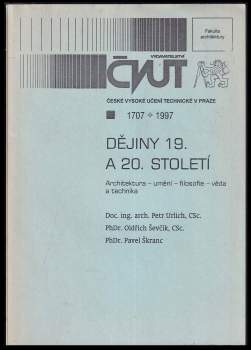 VYDAVATELSTVÍ
ČVUT
Fakulta
architektury
ČESKÉ VYSOKÉ UČENÍ TECHNICKÉ V PRAZE
1707 ÷ 1997
DĚJINY 19.
A 20. STOLETÍ
Architektura – umění – filosofie – věda
a technika
Doc. ing. arch. Petr Urlich, CSc.
PhDr. Oldřich Ševčík, CSc.
PhDr. Pavel Škranc